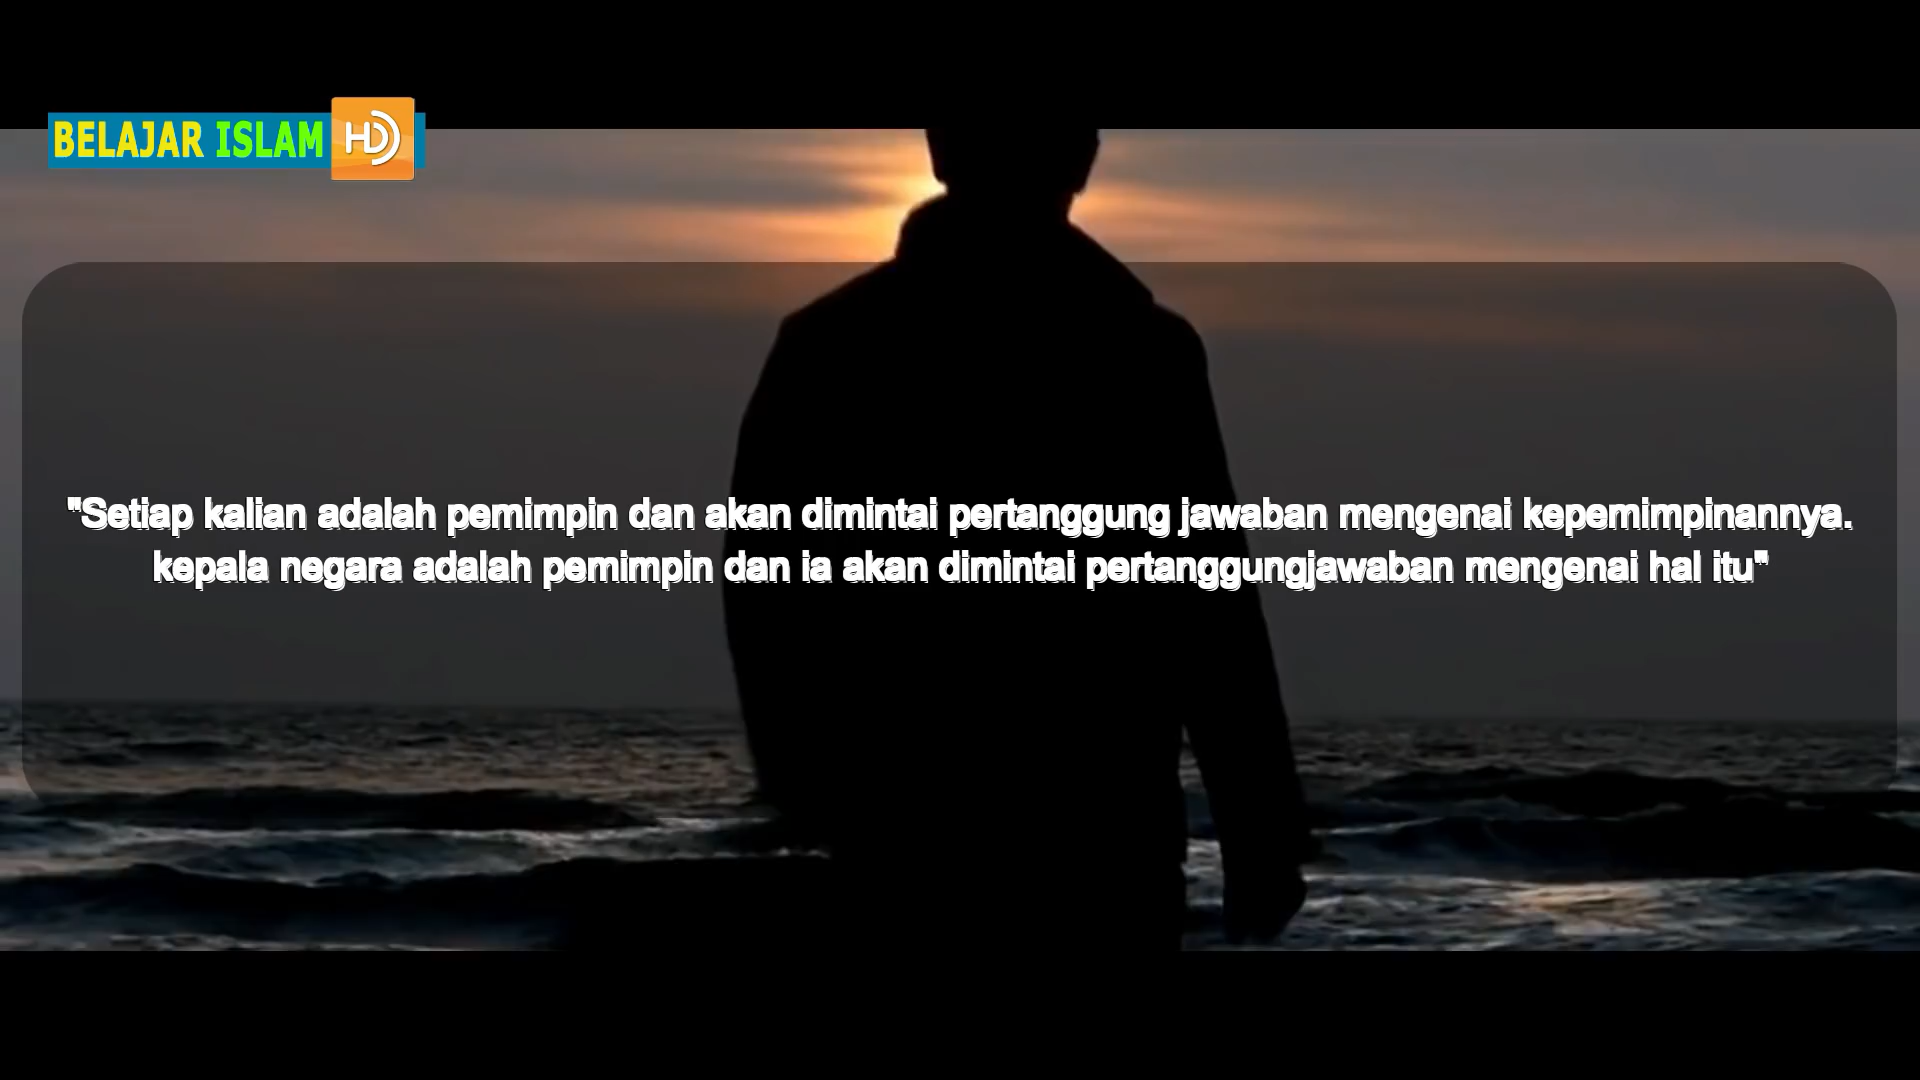 BELAJAR ISLAM HD
"Setiap kalian adalah pemimpin dan akan dimintai pertanggung jawaban mengenai kepemimpinannya.
kepala negara adalah pemimpin dan ia akan dimintai pertanggungjawaban mengenai hal itu"